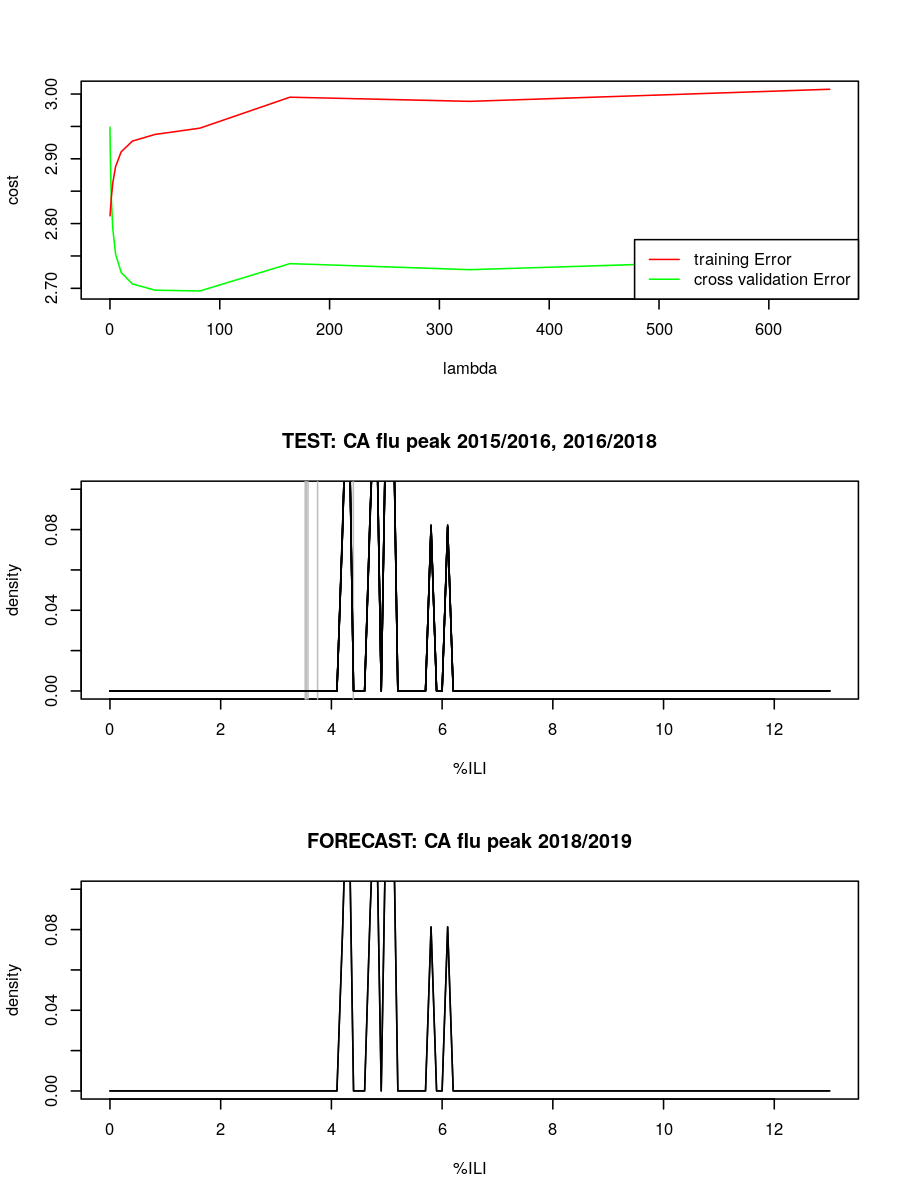 3.00
2.90
2.80
2.70
cost
training Error
cross validation Error
0 100 200 300 400 500 600
lambda
TEST: CA flu peak 2015/2016, 2016/2018
0.08
0.04
0.00
density
0 2 4 6 8 10 12
%ILI
FORECAST: CA flu peak 2018/2019
0.08
0.04
0.00
density
0 2 4 6 8 10 12
%ILI